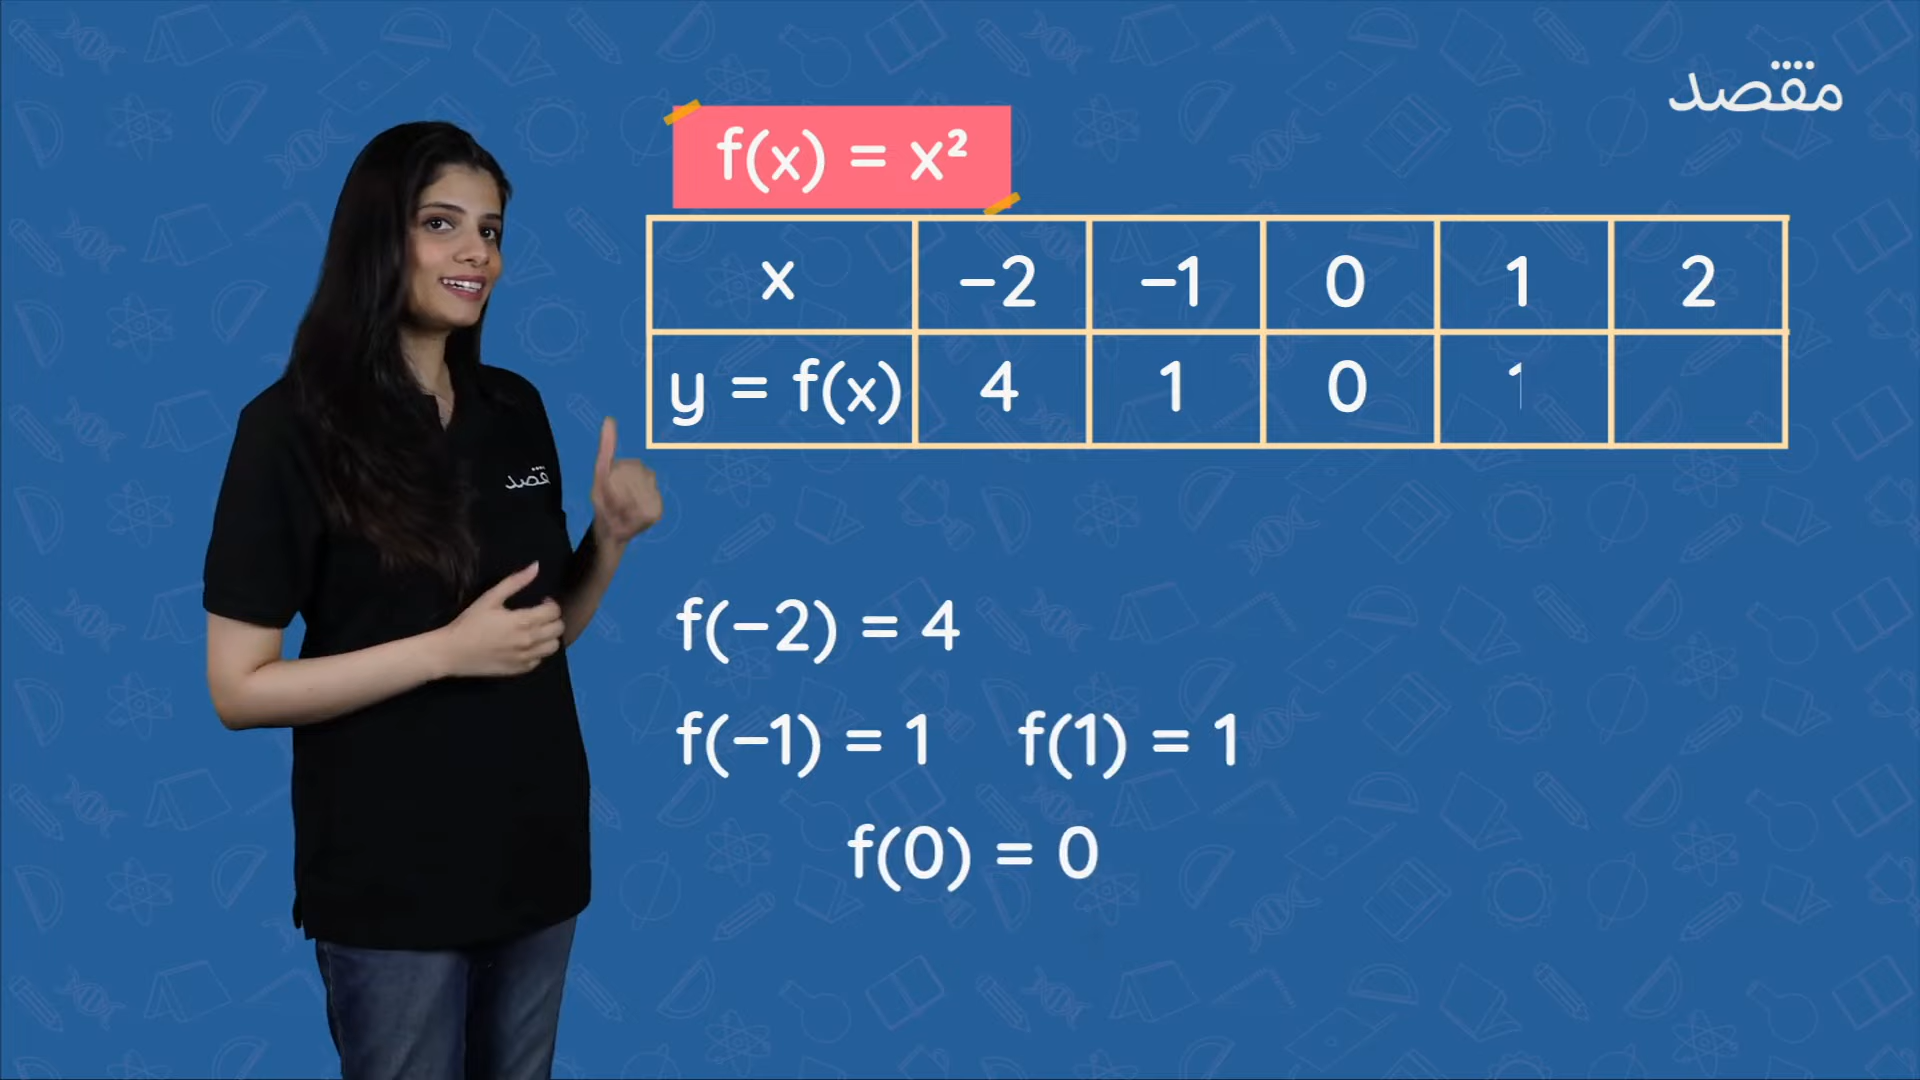 مقصد
f(x) = x²
x -2 -1 0 1 2
y = f(x) 4 1 0 1
مقصد
f(-2) = 4
f(-1) = 1 f(1) = 1
f(0) = 0